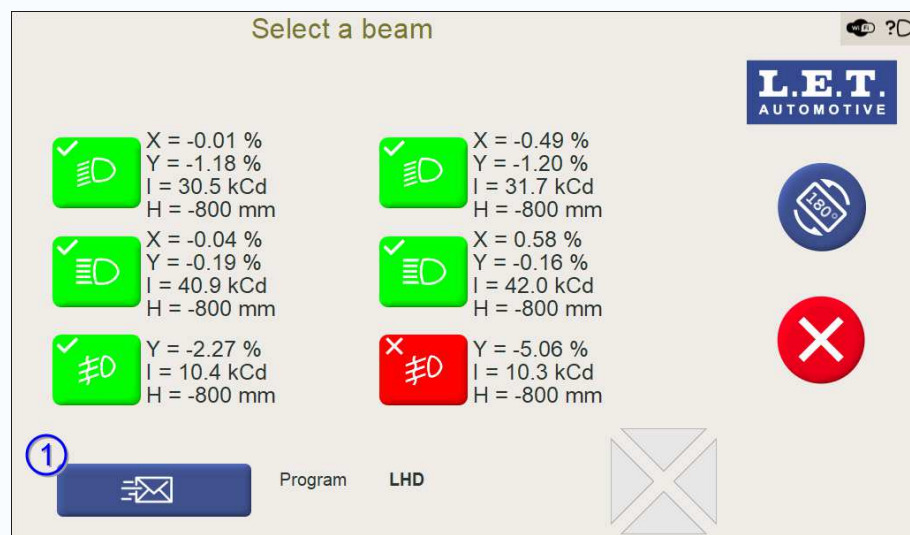 Select a beam
WiFi ?
L.E.T.
AUTOMOTIVE
X = -0.01 %
Y = -1.18 %
I = 30.5 kCd
H = -800 mm
X = -0.49 %
Y = -1.20 %
I = 31.7 kCd
H = -800 mm
180°
X = -0.04 %
Y = -0.19 %
I = 40.9 kCd
H = -800 mm
X = 0.58 %
Y = -0.16 %
I = 42.0 kCd
H = -800 mm
Y = -2.27 %
I = 10.4 kCd
H = -800 mm
Y = -5.06 %
I = 10.3 kCd
H = -800 mm
1
Program LHD